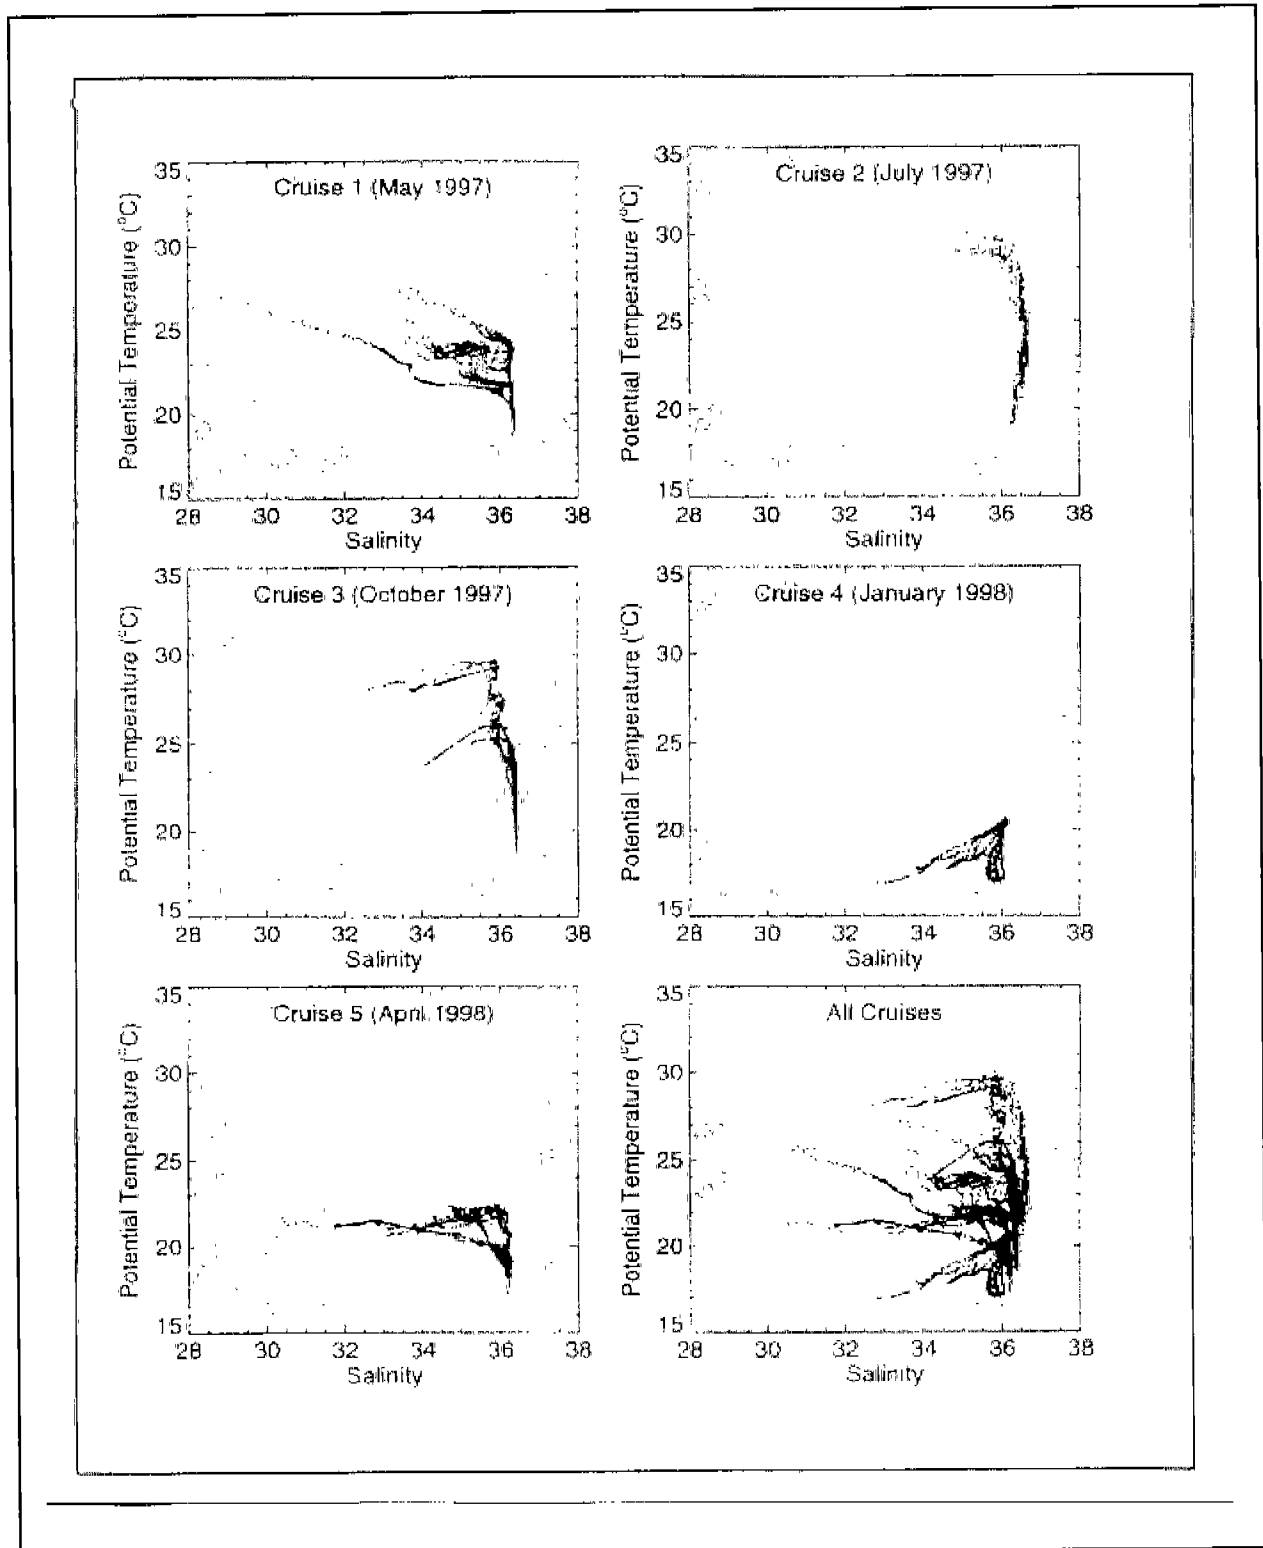 Cruise 1 (May 1997)
Potential Temperature (°C)
35
30
25
20
15
28 30 32 34 36 38
Salinity
Cruise 2 (July 1997)
Potential Temperature (°C)
35
30
25
20
15
28 30 32 34 36 38
Salinity
Cruise 3 (October 1997)
Potential Temperature (°C)
35
30
25
20
15
28 30 32 34 36 38
Salinity
Cruise 4 (January 1998)
Potential Temperature (°C)
35
30
25
20
15
28 30 32 34 36 38
Salinity
Cruise 5 (April 1998)
Potential Temperature (°C)
35
30
25
20
15
28 30 32 34 36 38
Salinity
All Cruises
Potential Temperature (°C)
35
30
25
20
15
28 30 32 34 36 38
Salinity